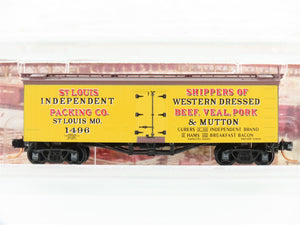 ST LOUIS
INDEPENDENT
PACKING CO.
ST LOUIS MO.
1496
SHIPPERS OF
WESTERN DRESSED
BEEF, VEAL, PORK
& MUTTON
CURERS OF INDEPENDENT BRAND
HAMS AND BREAKFAST BACON